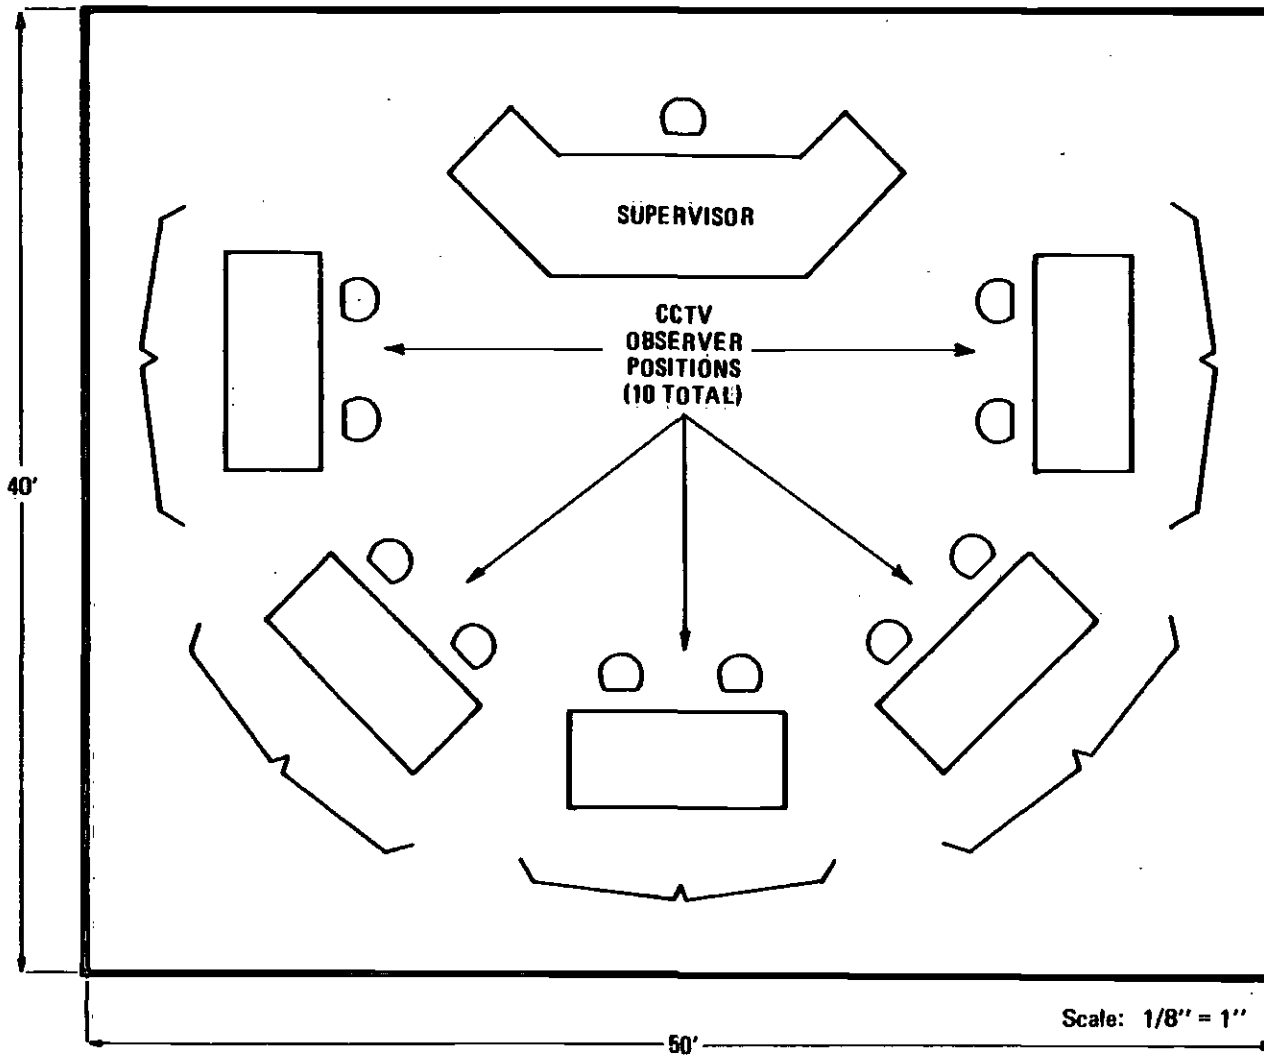 SUPERVISOR
CCTV
OBSERVER
POSITIONS
(10 TOTAL)
40'
Scale: 1/8" = 1"
50'